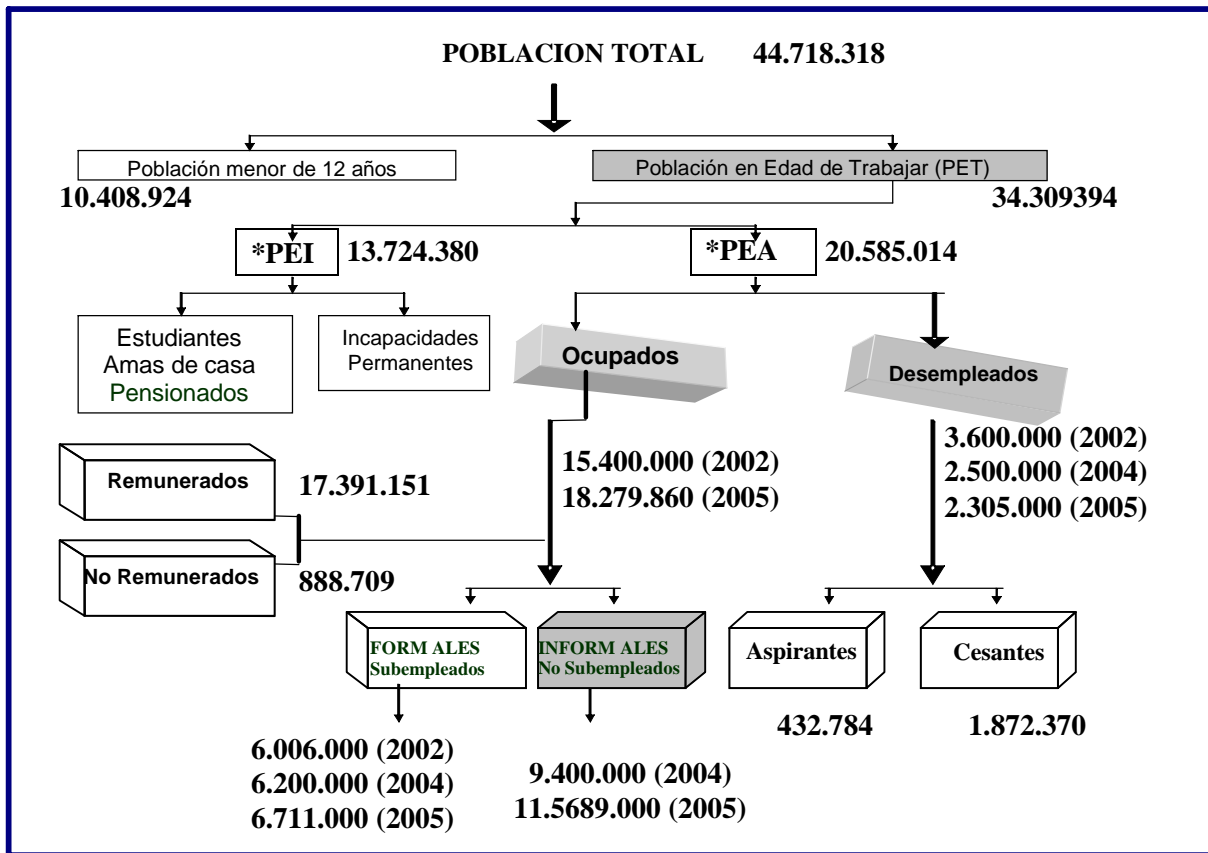 POBLACION TOTAL 44.718.318
Población menor de 12 años
Población en Edad de Trabajar (PET)
10.408.924
34.309394
*PEI
13.724.380
*PEA
20.585.014
Estudiantes
Amas de casa
Pensionados
Incapacidades
Permanentes
Ocupados
Desempleados
15.400.000 (2002)
18.279.860 (2005)
3.600.000 (2002)
2.500.000 (2004)
2.305.000 (2005)
Remunerados
17.391.151
No Remunerados
888.709
FORM ALES
Subempleados
INFORM ALES
No Subempleados
Aspirantes
Cesantes
432.784
1.872.370
6.006.000 (2002)
6.200.000 (2004)
6.711.000 (2005)
9.400.000 (2004)
11.5689.000 (2005)